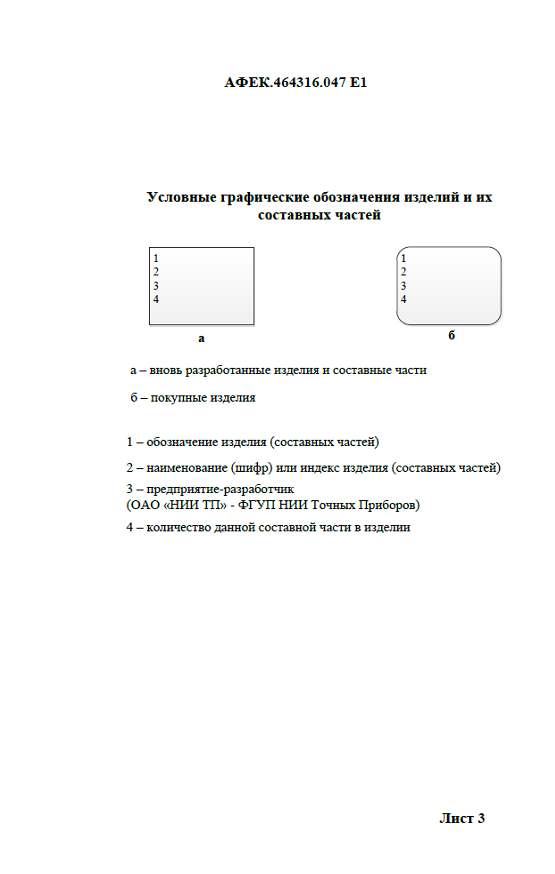 АФЕК.464316.047 Е1
Условные графические обозначения изделий и их
составных частей
1
2
3
4
а
1
2
3
4
б
а – вновь разработанные изделия и составные части
б – покупные изделия
1 – обозначение изделия (составных частей)
2 – наименование (шифр) или индекс изделия (составных частей)
3 – предприятие-разработчик
(ОАО «НИИ ТП» - ФГУП НИИ Точных Приборов)
4 – количество данной составной части в изделии
Лист 3